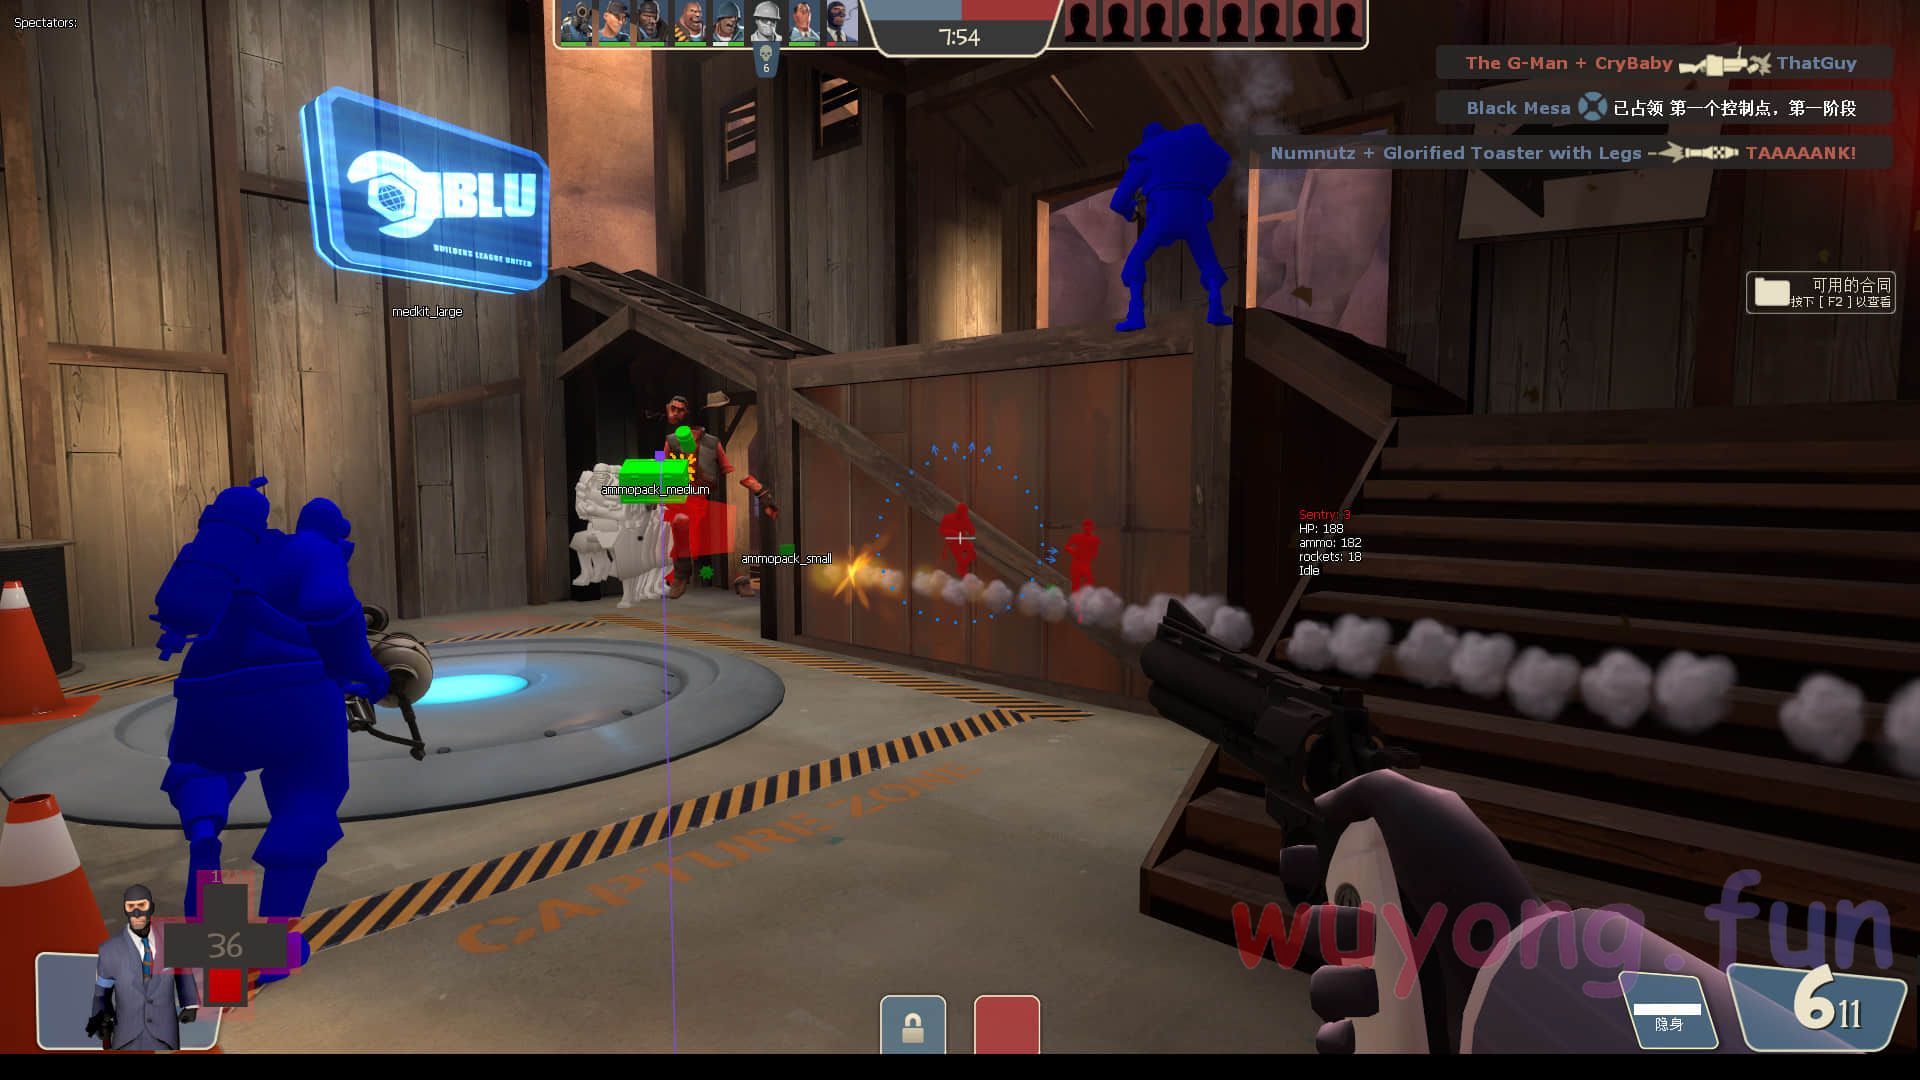 Spectators:
7:54
6
The G-Man + CryBaby ThatGuy
Black Mesa 已占领 第一个控制点，第一阶段
Numnutz + Glorified Toaster with Legs TAAAAANK!
BLU
BUILDERS LEAGUE UNITED
medkit_large
可用的合同
按下 [ F2 ] 以查看
ammopack_medium
ammopack_small
Sentry: 3
HP: 188
ammo: 182
rockets: 18
Idle
CAPTURE ZONE
36
wuyong.fun
隐身
6 11